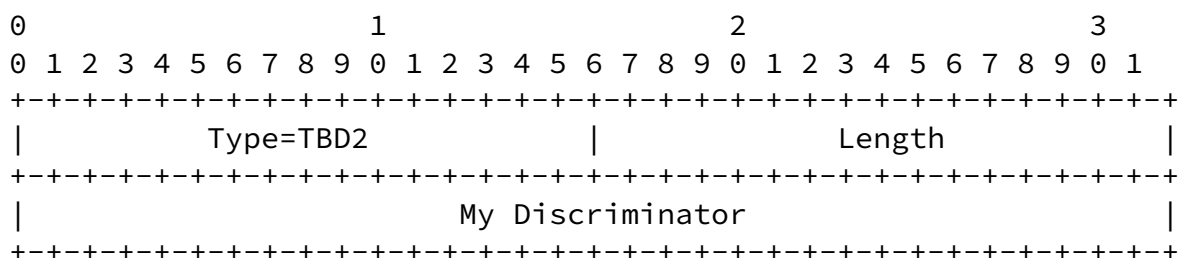 0                   1                   2                   3
0 1 2 3 4 5 6 7 8 9 0 1 2 3 4 5 6 7 8 9 0 1 2 3 4 5 6 7 8 9 0 1
+-+-+-+-+-+-+-+-+-+-+-+-+-+-+-+-+-+-+-+-+-+-+-+-+-+-+-+-+-+-+-+-+
|          Type=TBD2            |             Length            |
+-+-+-+-+-+-+-+-+-+-+-+-+-+-+-+-+-+-+-+-+-+-+-+-+-+-+-+-+-+-+-+-+
|                        My Discriminator                       |
+-+-+-+-+-+-+-+-+-+-+-+-+-+-+-+-+-+-+-+-+-+-+-+-+-+-+-+-+-+-+-+-+